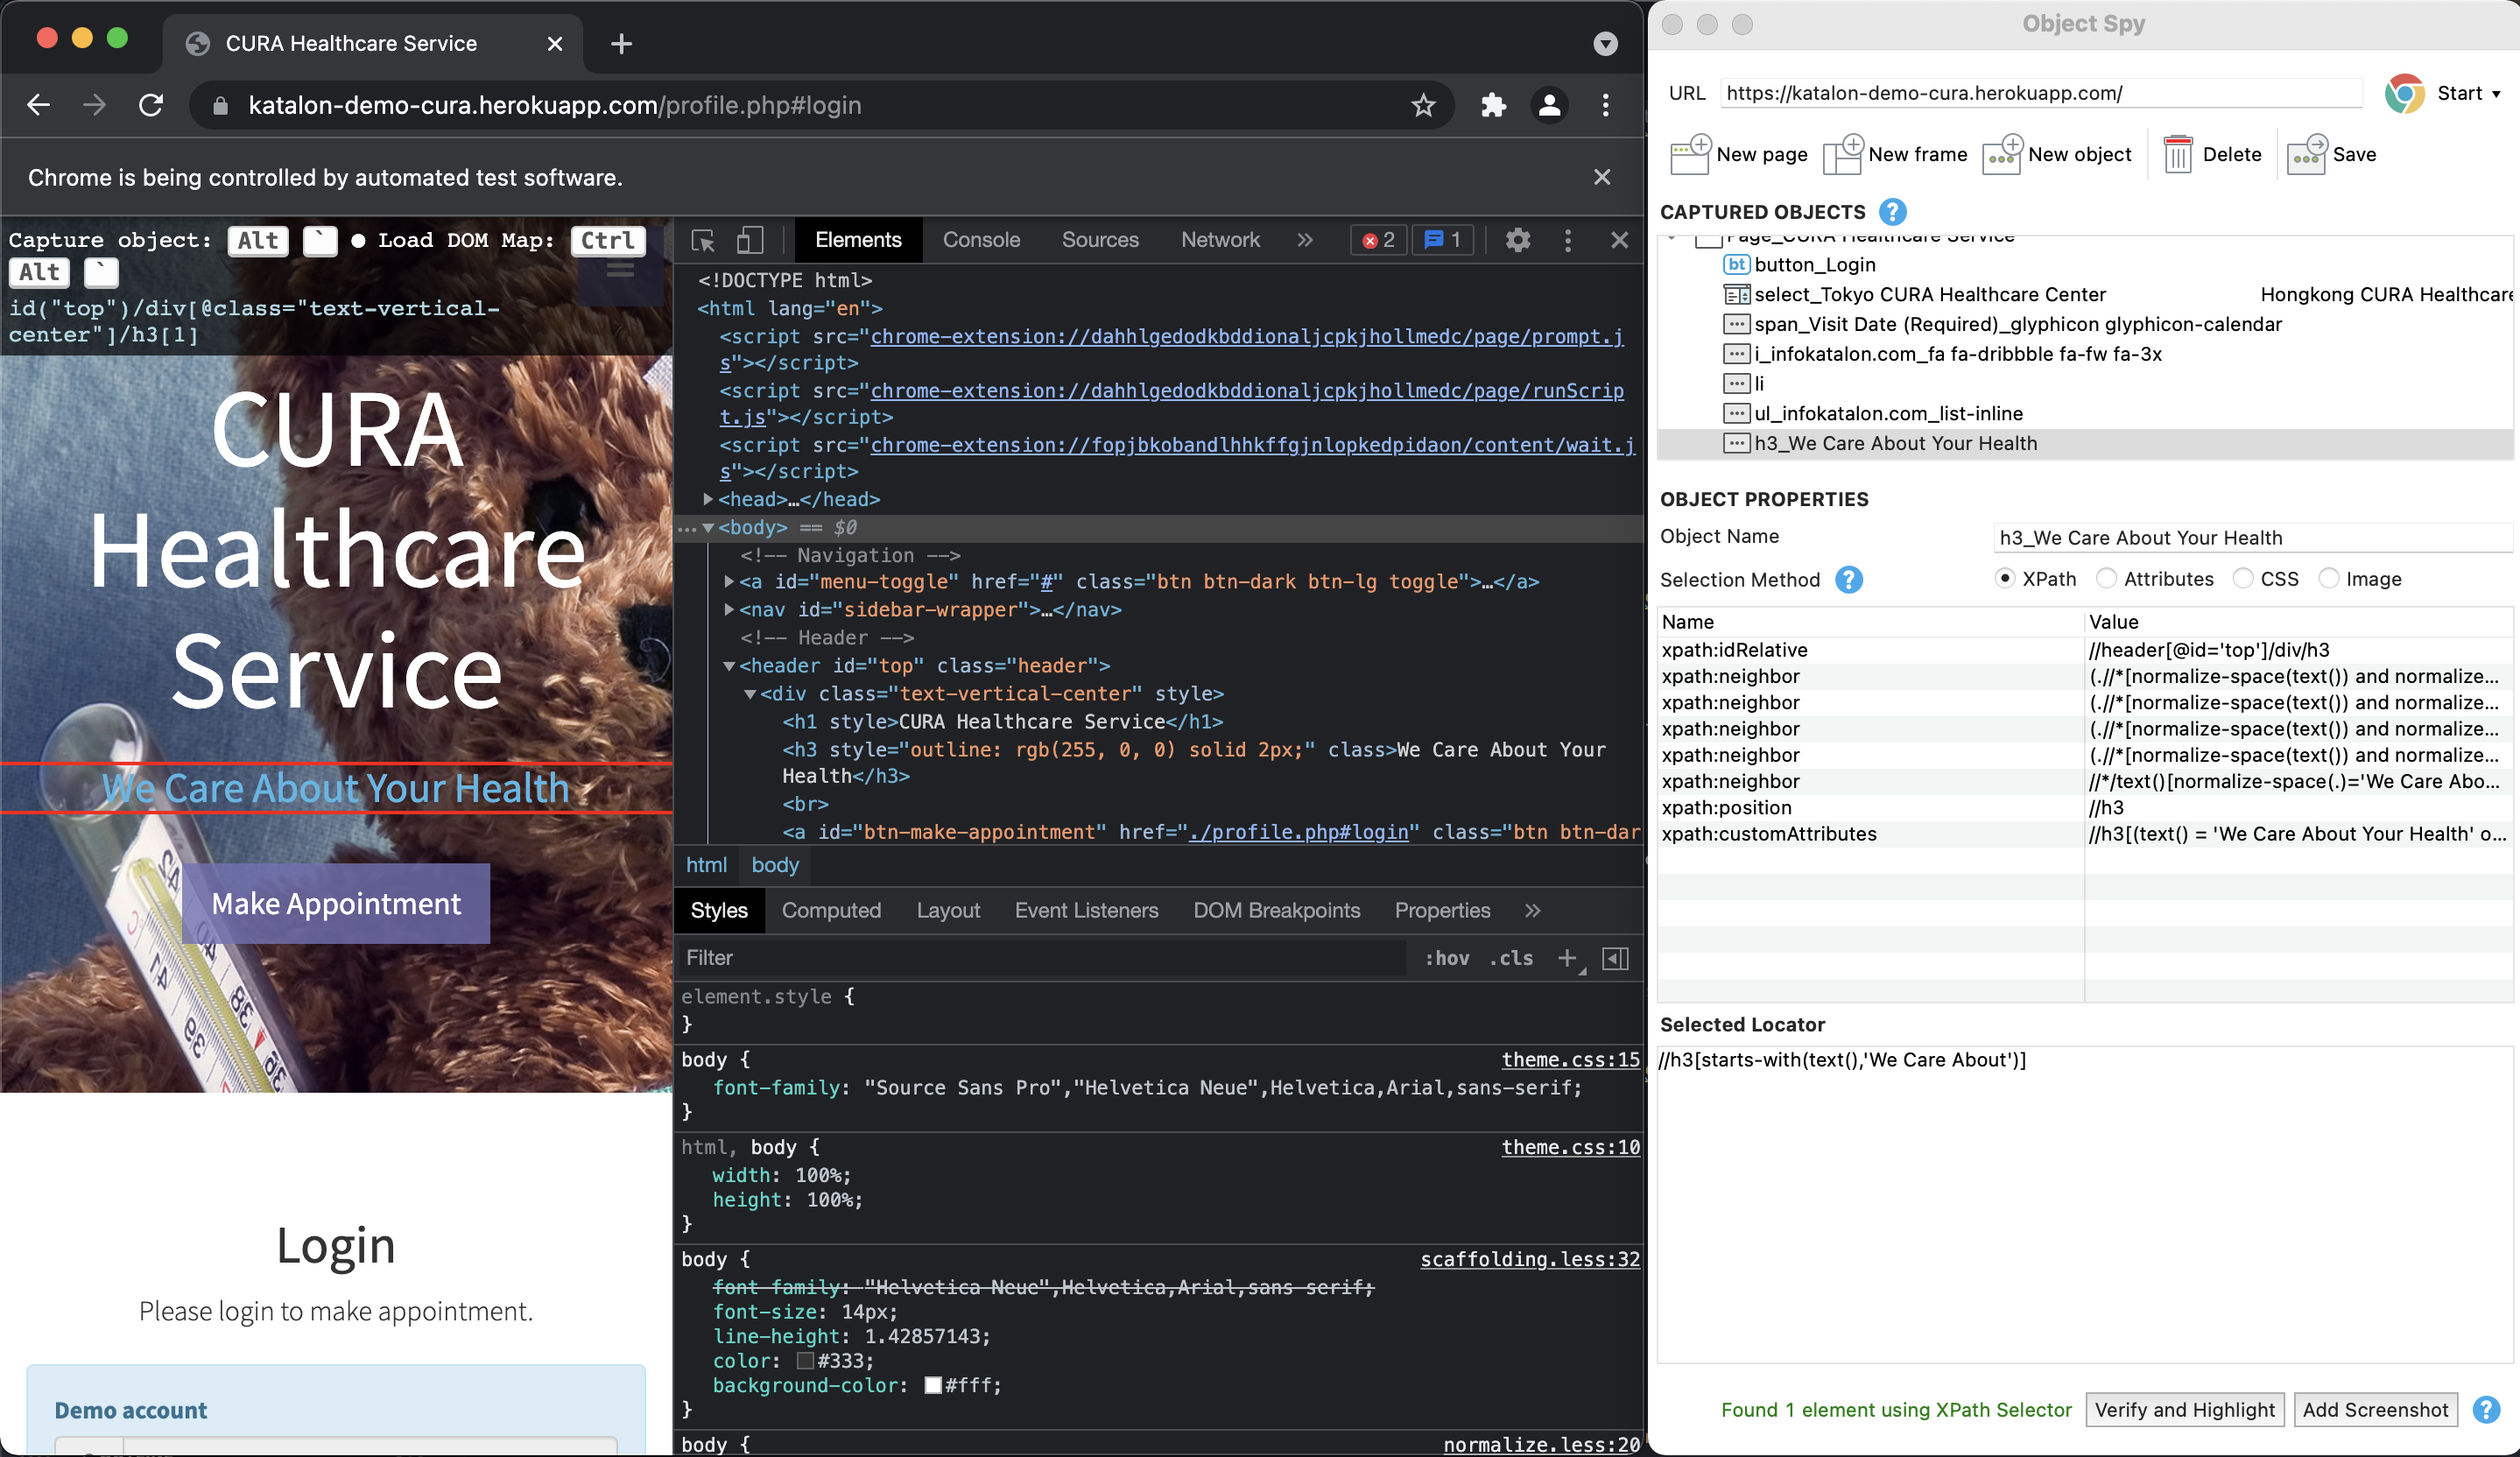 CURA Healthcare Service
katalon-demo-cura.herokuapp.com/profile.php#login
Chrome is being controlled by automated test software.
Capture object: Alt ` ● Load DOM Map: Ctrl
Alt `
id("top")/div[@class="text-vertical-
center"]/h3[1]
CURA
Healthcare
Service
We Care About Your Health
Make Appointment
42
41
40
39
38
Login
Please login to make appointment.
Demo account
Elements Console Sources Network » 2 1
<!DOCTYPE html>
<html lang="en">
<script src="chrome-extension://dahhlgedodkbddionaljcpkjhollmedc/page/prompt.j
s"></script>
<script src="chrome-extension://dahhlgedodkbddionaljcpkjhollmedc/page/runScrip
t.js"></script>
<script src="chrome-extension://fopjbkobandlhhkffgjnlopkedpidaon/content/wait.j
s"></script>
<head>…</head>
… <body> == $0
<!-- Navigation -->
<a id="menu-toggle" href="#" class="btn btn-dark btn-lg toggle">…</a>
<nav id="sidebar-wrapper">…</nav>
<!-- Header -->
<header id="top" class="header">
<div class="text-vertical-center" style>
<h1 style>CURA Healthcare Service</h1>
<h3 style="outline: rgb(255, 0, 0) solid 2px;" class>We Care About Your
Health</h3>
<br>
<a id="btn-make-appointment" href="./profile.php#login" class="btn btn-dar
html body
Styles Computed Layout Event Listeners DOM Breakpoints Properties »
Filter :hov .cls +
element.style {
}
body { theme.css:15
font-family: "Source Sans Pro","Helvetica Neue",Helvetica,Arial,sans-serif;
}
html, body { theme.css:10
width: 100%;
height: 100%;
}
body { scaffolding.less:32
font-family: "Helvetica Neue",Helvetica,Arial,sans-serif;
font-size: 14px;
line-height: 1.42857143;
color: #333;
background-color: #fff;
}
body { normalize.less:20
Object Spy
URL https://katalon-demo-cura.herokuapp.com/ Start
New page New frame New object Delete Save
CAPTURED OBJECTS ?
Page_CURA Healthcare Service
bt button_Login
select_Tokyo CURA Healthcare Center Hongkong CURA Healthcare
span_Visit Date (Required)_glyphicon glyphicon-calendar
i_infokatalon.com_fa fa-dribbble fa-fw fa-3x
li
ul_infokatalon.com_list-inline
h3_We Care About Your Health
OBJECT PROPERTIES
Object Name h3_We Care About Your Health
Selection Method ? XPath Attributes CSS Image
Name Value
xpath:idRelative //header[@id='top']/div/h3
xpath:neighbor (.//*[normalize-space(text()) and normalize...
xpath:neighbor (.//*[normalize-space(text()) and normalize...
xpath:neighbor (.//*[normalize-space(text()) and normalize...
xpath:neighbor (.//*[normalize-space(text()) and normalize...
xpath:neighbor //*/text()[normalize-space(.)='We Care Abo...
xpath:position //h3
xpath:customAttributes //h3[(text() = 'We Care About Your Health' o...
Selected Locator
//h3[starts-with(text(),'We Care About')]
Found 1 element using XPath Selector Verify and Highlight Add Screenshot ?